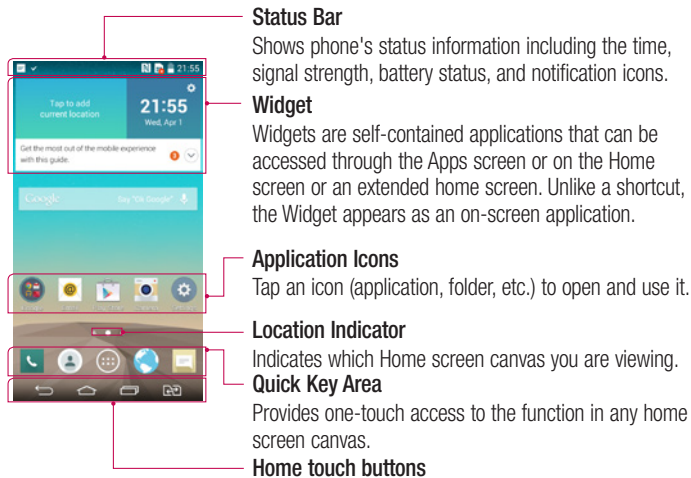 Status Bar
Shows phone's status information including the time,
signal strength, battery status, and notification icons.
Widget
Widgets are self-contained applications that can be
accessed through the Apps screen or on the Home
screen or an extended home screen. Unlike a shortcut,
the Widget appears as an on-screen application.
Application Icons
Tap an icon (application, folder, etc.) to open and use it.
Location Indicator
Indicates which Home screen canvas you are viewing.
Quick Key Area
Provides one-touch access to the function in any home
screen canvas.
Home touch buttons
21:55
Tap to add
current location
21:55
Wed, Apr 1
Get the most out of the mobile experience
with this guide.
Google
Say "Ok Google"